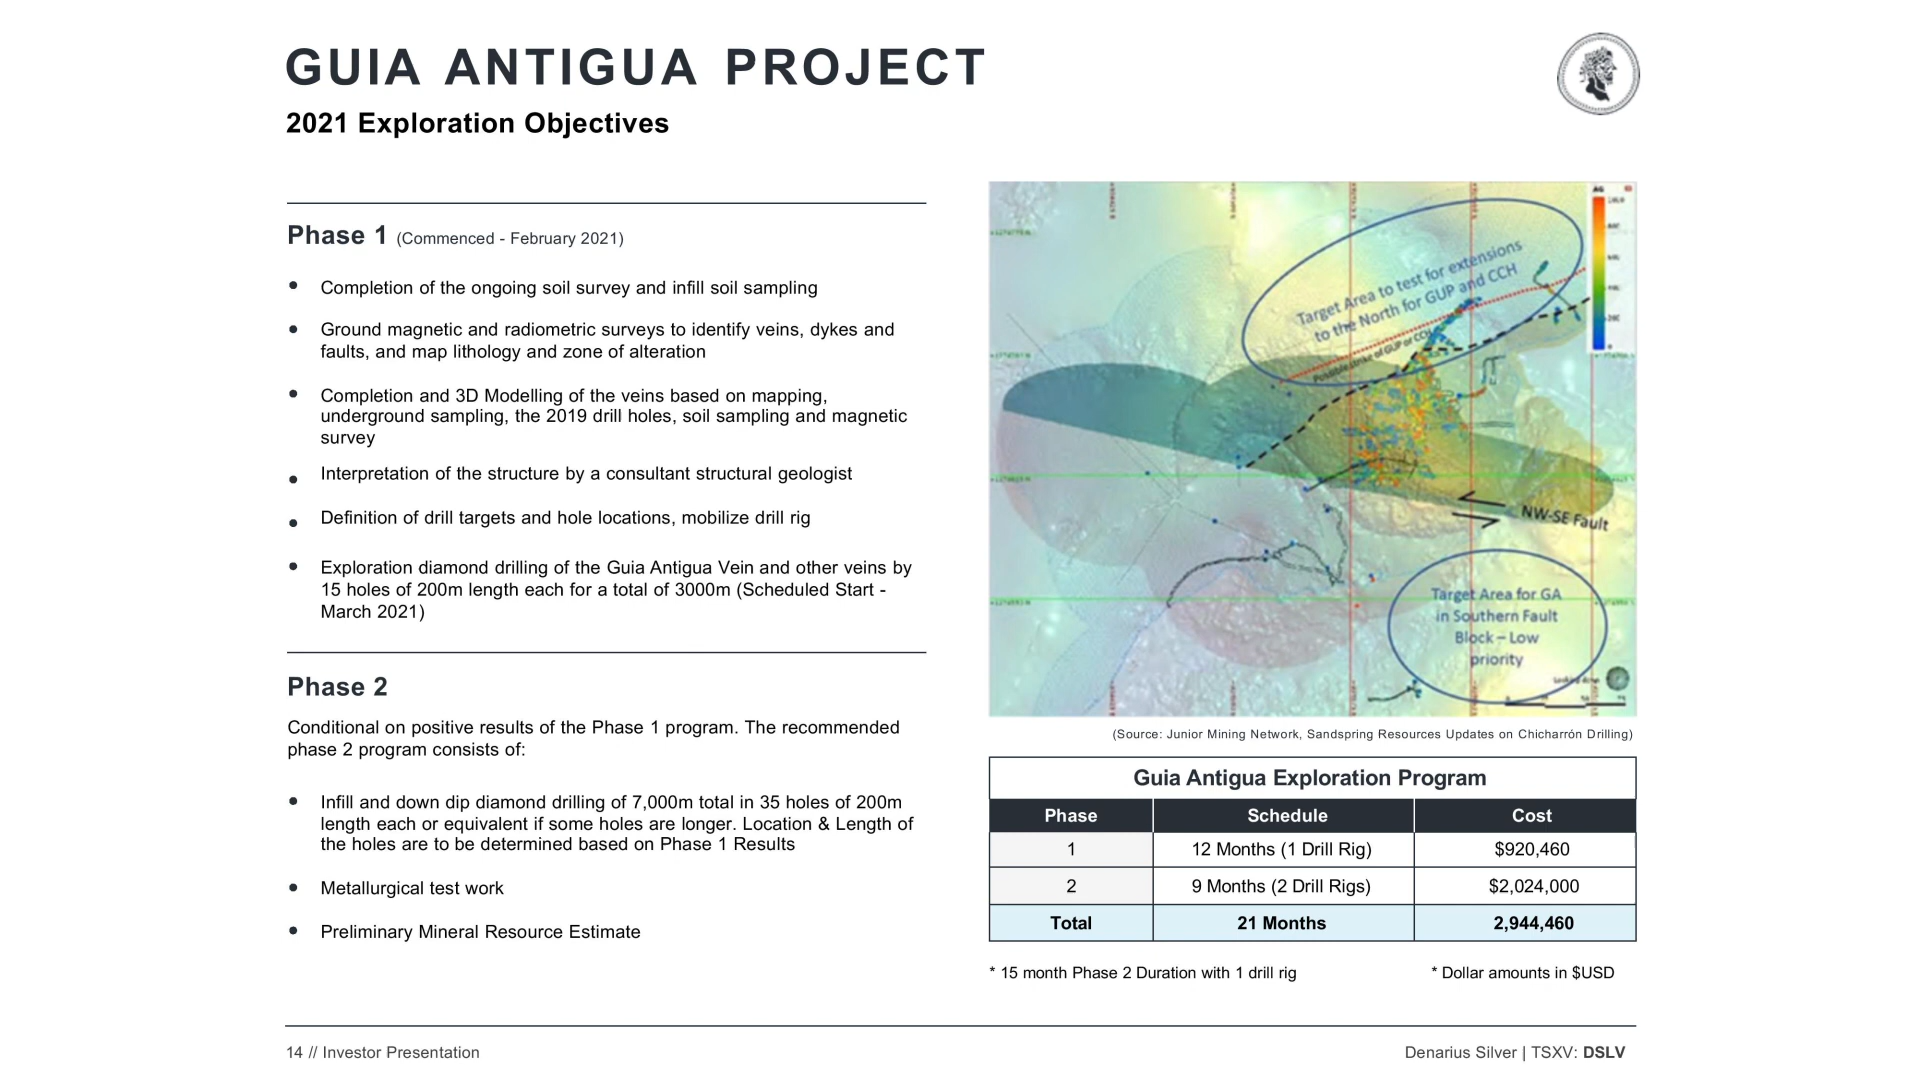 GUIA ANTIGUA PROJECT
2021 Exploration Objectives
Phase 1 (Commenced - February 2021)
• Completion of the ongoing soil survey and infill soil sampling
• Ground magnetic and radiometric surveys to identify veins, dykes and
faults, and map lithology and zone of alteration
• Completion and 3D Modelling of the veins based on mapping,
underground sampling, the 2019 drill holes, soil sampling and magnetic
survey
• Interpretation of the structure by a consultant structural geologist
• Definition of drill targets and hole locations, mobilize drill rig
• Exploration diamond drilling of the Guia Antigua Vein and other veins by
15 holes of 200m length each for a total of 3000m (Scheduled Start -
March 2021)
Phase 2
Conditional on positive results of the Phase 1 program. The recommended
phase 2 program consists of:
• Infill and down dip diamond drilling of 7,000m total in 35 holes of 200m
length each or equivalent if some holes are longer. Location & Length of
the holes are to be determined based on Phase 1 Results
• Metallurgical test work
• Preliminary Mineral Resource Estimate
AG
Target Area to test for extensions
to the North for GUP and CCH
Possible strike of GUP or CCH
NW-SE Fault
Target Area for GA
in Southern Fault
Block – Low
priority
Looking down
(Source: Junior Mining Network, Sandspring Resources Updates on Chicharrón Drilling)
Guia Antigua Exploration Program
Phase Schedule Cost
1 12 Months (1 Drill Rig) $920,460
2 9 Months (2 Drill Rigs) $2,024,000
Total 21 Months 2,944,460
* 15 month Phase 2 Duration with 1 drill rig * Dollar amounts in $USD
14 // Investor Presentation
Denarius Silver | TSXV: DSLV